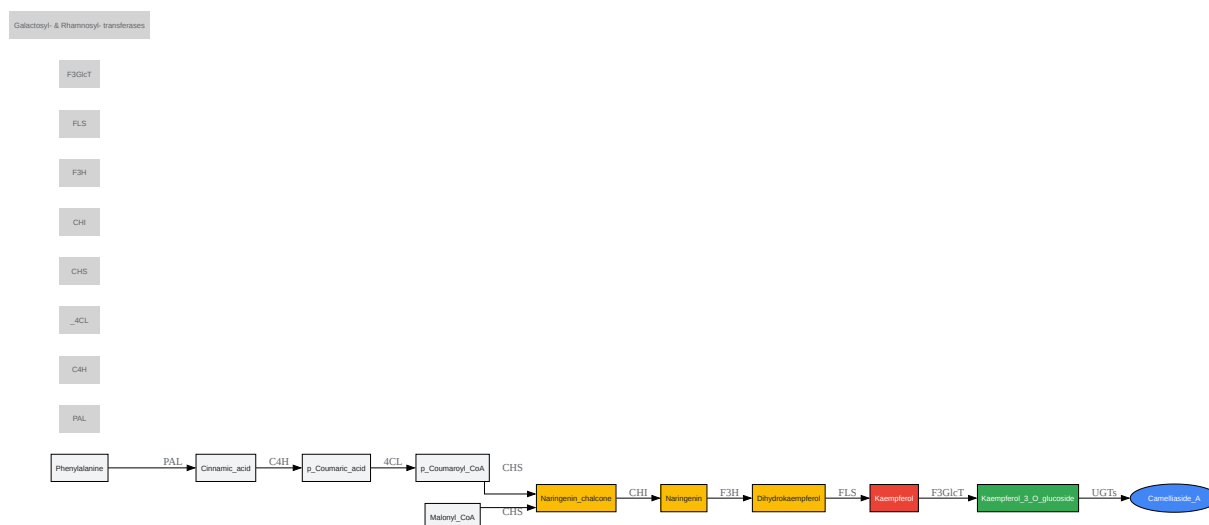 Galactosyl- & Rhamnosyl- transferases
F3GlcT
FLS
F3H
CHI
CHS
_4CL
C4H
PAL
Phenylalanine
PAL
Cinnamic_acid
C4H
p_Coumaric_acid
4CL
p_Coumaroyl_CoA
CHS
Malonyl_CoA
CHS
Naringenin_chalcone
CHI
Naringenin
F3H
Dihydrokaempferol
FLS
Kaempferol
F3GlcT
Kaempferol_3_O_glucoside
UGTs
Camelliaside_A